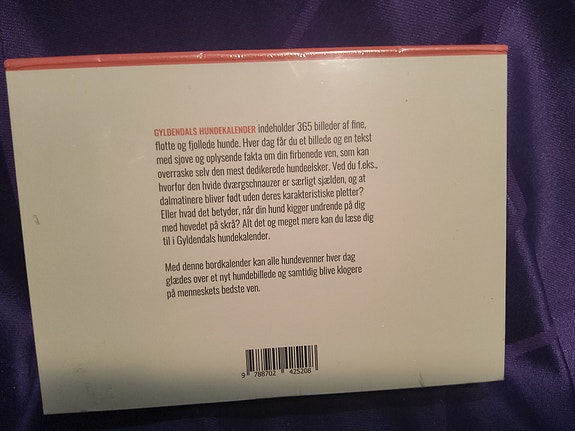 GYLDENDALS HUNDEKALENDER indeholder 365 billeder af fine,
flotte og fjollede hunde. Hver dag får du et billede og en tekst
med sjove og oplysende fakta om din firbenede ven, som kan
overraske selv den mest dedikerede hundeelsker. Ved du f.eks.,
hvorfor den hvide dværgschnauzer er særligt sjælden, og at
dalmatinere bliver født uden deres karakteristiske pletter?
Eller hvad det betyder, når din hund kigger undrende på dig
med hovedet på skrå? Alt det og meget mere kan du læse dig
til i Gyldendals hundekalender.
Med denne bordkalender kan alle hundevenner hver dag
glædes over et nyt hundebillede og samtidig blive klogere
på menneskets bedste ven.
9 788702 425208